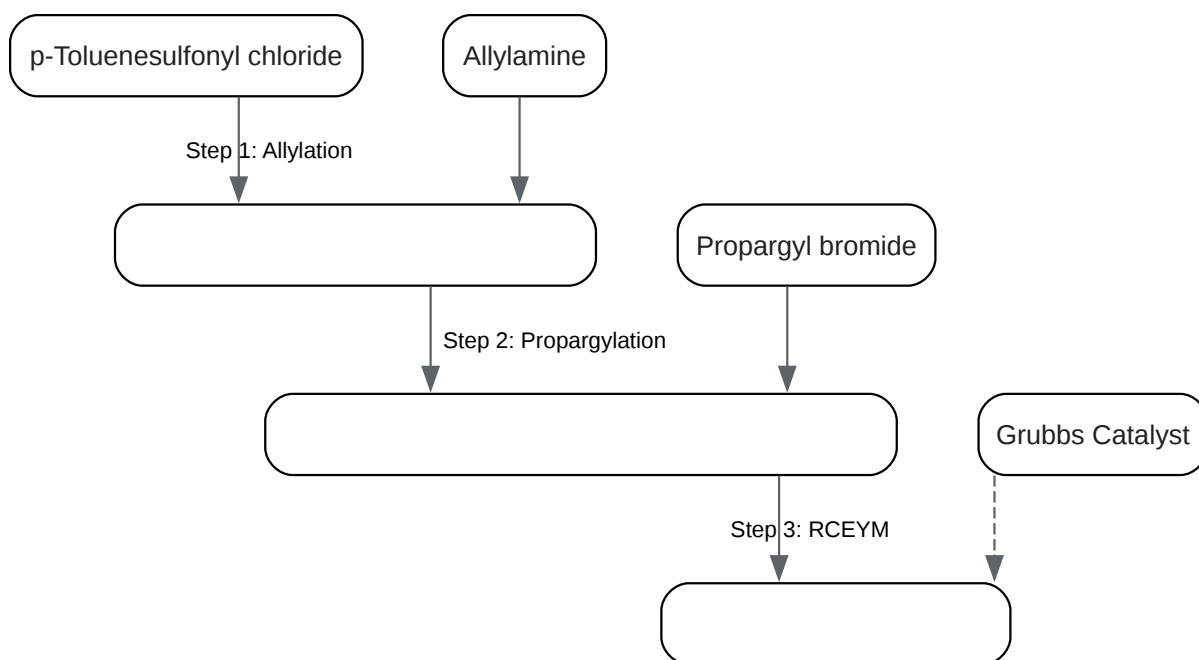 p-Toluenesulfonyl chloride
Allylamine
Step 1: Allylation
Propargyl bromide
Step 2: Propargylation
Grubbs Catalyst
Step 3: RCEYM